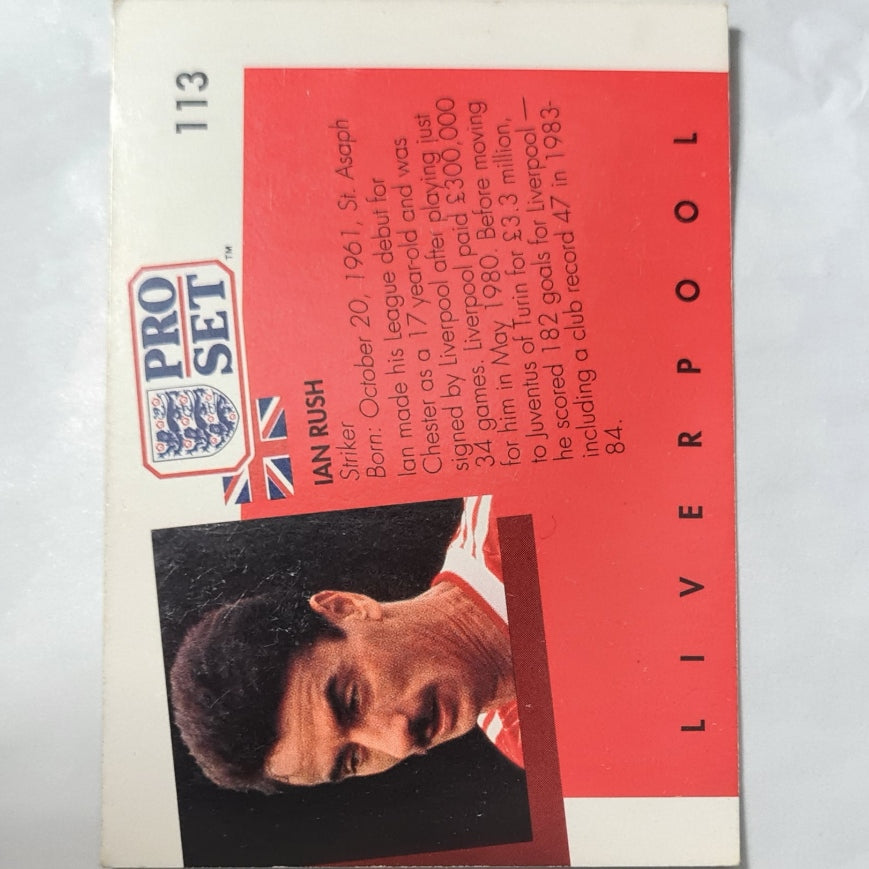 113
PRO
SET™
IAN RUSH
Striker
Born: October 20, 1961, St. Asaph
Ian made his League debut for
Chester as a 17 year-old and was
signed by Liverpool after playing just
34 games. Liverpool paid £300,000
for him in May 1980. Before moving
to Juventus of Turin for £3.3 million,
he scored 182 goals for Liverpool —
including a club record 47 in 1983-
84.
LIVERPOOL